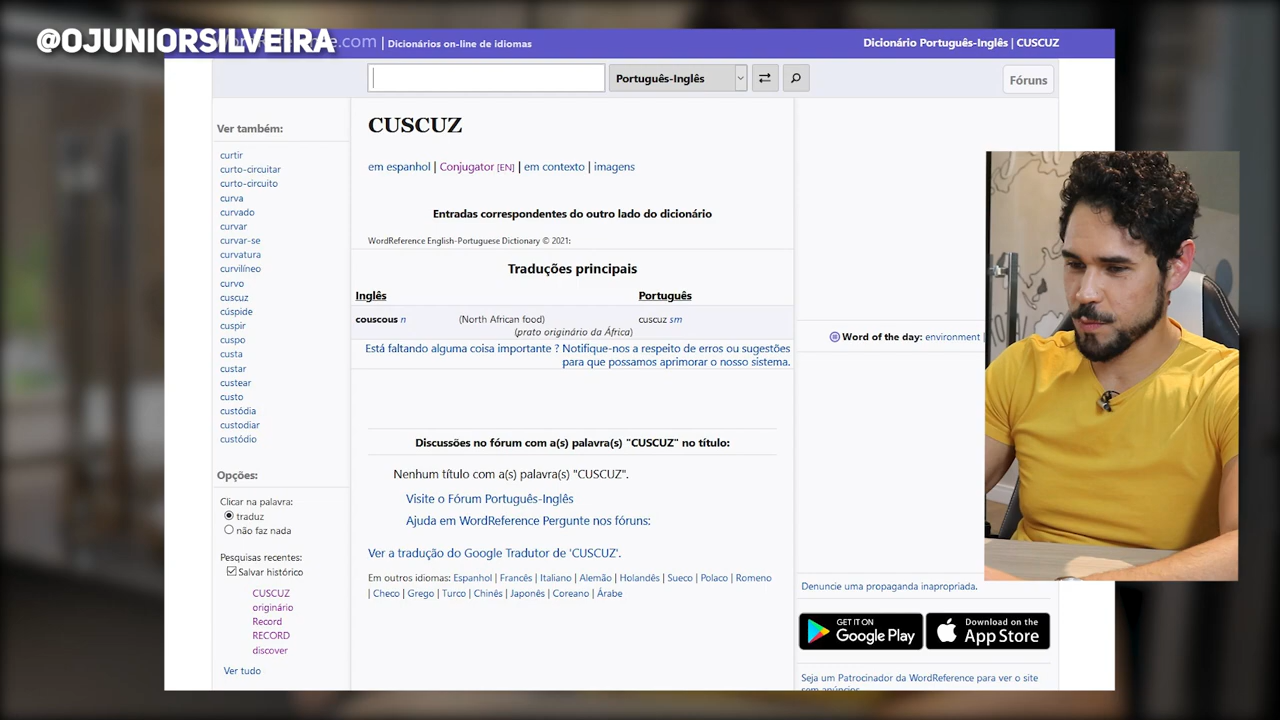 @OJUNIORSILVEIRA
.com | Dicionários on-line de idiomas
Dicionário Português-Inglês | CUSCUZ
Português-Inglês
Fóruns
Ver também:
curtir
curto-circuitar
curto-circuito
curva
curvado
curvar
curvar-se
curvatura
curvilíneo
curvo
cuscuz
cúspide
cuspir
cuspo
custa
custar
custear
custo
custódia
custodiar
custódio
Opções:
Clicar na palavra:
traduz
não faz nada
Pesquisas recentes:
Salvar histórico
CUSCUZ
originário
Record
RECORD
discover
Ver tudo
CUSCUZ
em espanhol | Conjugator [EN] | em contexto | imagens
Entradas correspondentes do outro lado do dicionário
WordReference English-Portuguese Dictionary © 2021:
Traduções principais
Inglês Português
couscous n (North African food) cuscuz sm
(prato originário da África)
Está faltando alguma coisa importante ? Notifique-nos a respeito de erros ou sugestões
para que possamos aprimorar o nosso sistema.
Discussões no fórum com a(s) palavra(s) "CUSCUZ" no título:
Nenhum título com a(s) palavra(s) "CUSCUZ".
Visite o Fórum Português-Inglês
Ajuda em WordReference Pergunte nos fóruns:
Ver a tradução do Google Tradutor de 'CUSCUZ'.
Em outros idiomas: Espanhol | Francês | Italiano | Alemão | Holandês | Sueco | Polaco | Romeno
| Checo | Grego | Turco | Chinês | Japonês | Coreano | Árabe
Word of the day: environment |
Denuncie uma propaganda inapropriada.
GET IT ON
Google Play
Download on the
App Store
Seja um Patrocinador da WordReference para ver o site
sem anúncios